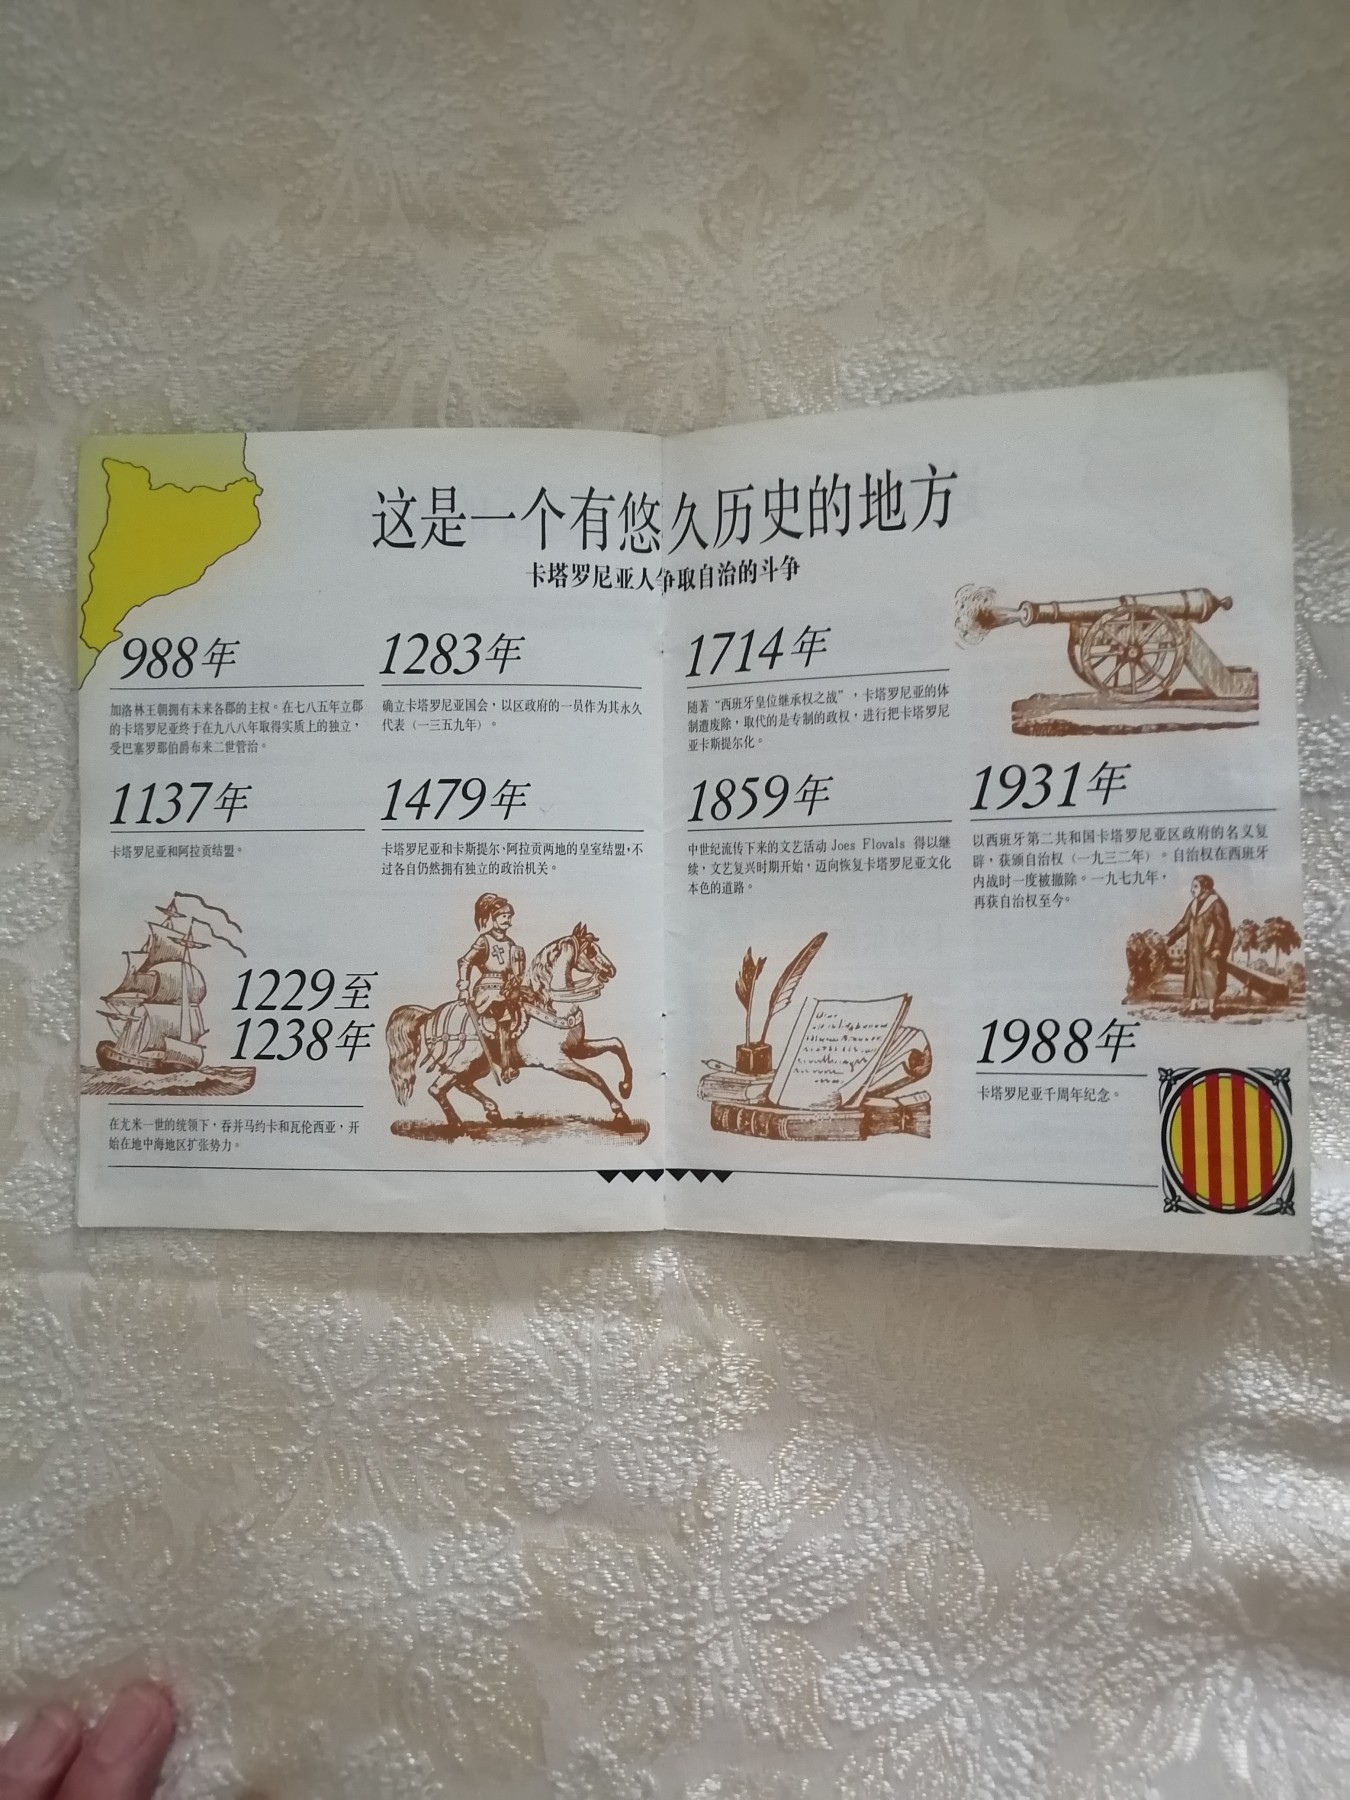 这是一个有悠久历史的地方
卡塔罗尼亚人争取自治的斗争
988年
加洛林王朝拥有未来各郡的主权。在七八五年立郡
的卡塔罗尼亚终于在九八八年取得实质上的独立，
受巴塞罗那伯爵布来二世管治。
1137年
卡塔罗尼亚和阿拉贡结盟。
1229至
1238年
在尤米一世的统领下，吞并马约卡和瓦伦西亚，开
始在地中海地区扩张势力。
1283年
确立卡塔罗尼亚国会，以区政府的一员作为其永久
代表（一三五九年）。
1479年
卡塔罗尼亚和卡斯提尔、阿拉贡两地的皇室结盟，不
过各自仍然拥有独立的政治机关。
1714年
随著“西班牙皇位继承权之战”，卡塔罗尼亚的体
制遭废除，取代的是专制的政权，进行把卡塔罗尼
亚卡斯提尔化。
1859年
中世纪流传下来的文艺活动 Joes Flovals 得以继
续，文艺复兴时期开始，迈向恢复卡塔罗尼亚文化
本色的道路。
1931年
以西班牙第二共和国卡塔罗尼亚区政府的名义复
辟，获颁自治权（一九三二年）。自治权在西班牙
内战时一度被撤除。一九七九年，
再获自治权至今。
1988年
卡塔罗尼亚千周年纪念。